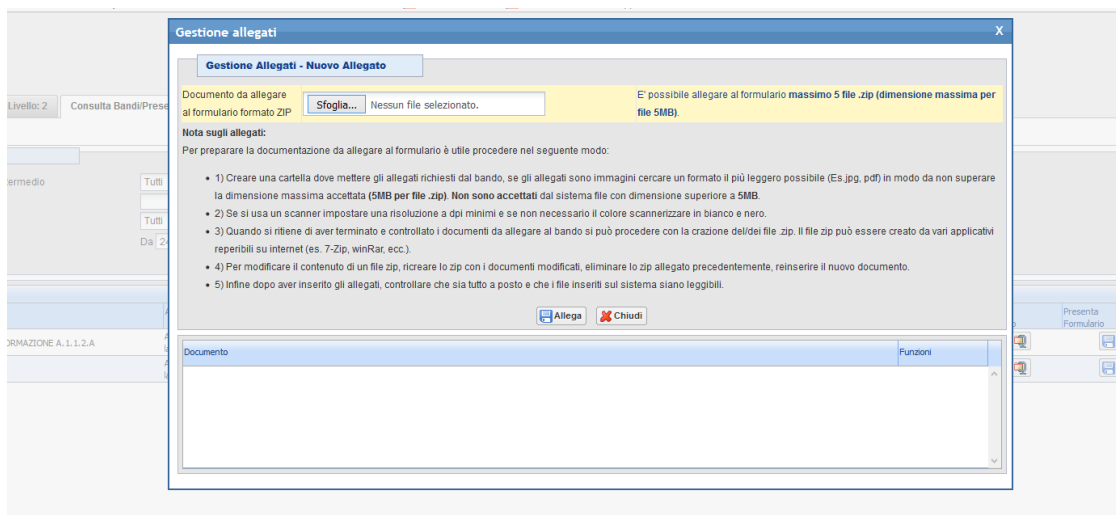 Gestione allegati
X
Gestione Allegati - Nuovo Allegato
Documento da allegare
al formulario formato ZIP
Sfoglia... Nessun file selezionato.
E' possibile allegare al formulario massimo 5 file .zip (dimensione massima per
file 5MB).
Nota sugli allegati:
Per preparare la documentazione da allegare al formulario è utile procedere nel seguente modo:
1) Creare una cartella dove mettere gli allegati richiesti dal bando, se gli allegati sono immagini cercare un formato il più leggero possibile (Es.jpg, pdf) in modo da non superare
la dimensione massima accettata (5MB per file .zip). Non sono accettati dal sistema file con dimensione superiore a 5MB.
2) Se si usa un scanner impostare una risoluzione a dpi minimi e se non necessario il colore scannerizzare in bianco e nero.
3) Quando si ritiene di aver terminato e controllato i documenti da allegare al bando si può procedere con la crazione del/dei file .zip. Il file zip può essere creato da vari applicativi
reperibili su internet (es. 7-Zip, winRar, ecc.).
4) Per modificare il contenuto di un file zip, ricreare lo zip con i documenti modificati, eliminare lo zip allegato precedentemente, reinserire il nuovo documento.
5) Infine dopo aver inserito gli allegati, controllare che sia tutto a posto e che i file inseriti sul sistema siano leggibili.
Allega Chiudi
Documento Funzioni
Livello: 2 Consulta Bandi/Prese
termedio Tutti
Tutti
Da 24
Presenta
Formulario
ORMAZIONE A.1.1.2.A